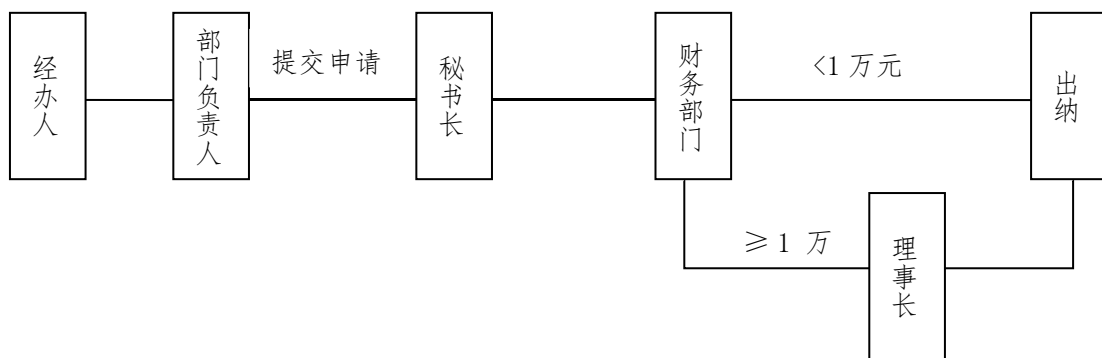 经办人
部门负责人
提交申请
秘书长
财务部门
<1 万元
出纳
≥1 万
理事长